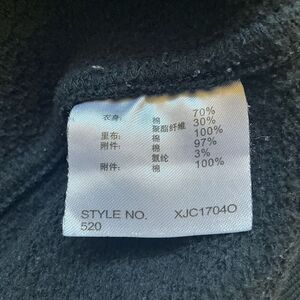 衣身: 棉 70%
聚酯纤维 30%
里布: 棉 100%
附件: 棉 97%
氨纶 3%
附件: 棉 100%
STYLE NO. XJC1704O
520